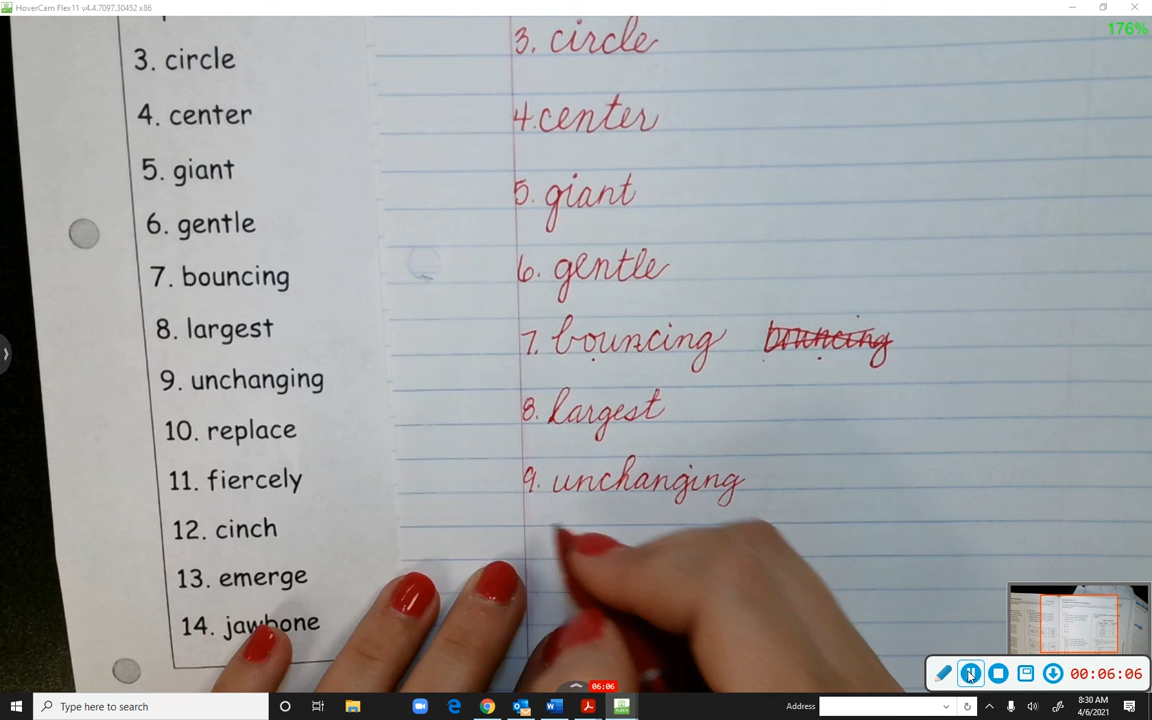 HoverCam Flex11 v4.4.7097.30452 x86
176%
3. circle
4. center
5. giant
6. gentle
7. bouncing
8. largest
9. unchanging
10. replace
11. fiercely
12. cinch
13. emerge
14. jawbone
3. circle
4. center
5. giant
6. gentle
7. bouncing bouncing
8. largest
9. unchanging
00:06:06
06:06
Type here to search
Address
8:30 AM
4/6/2021